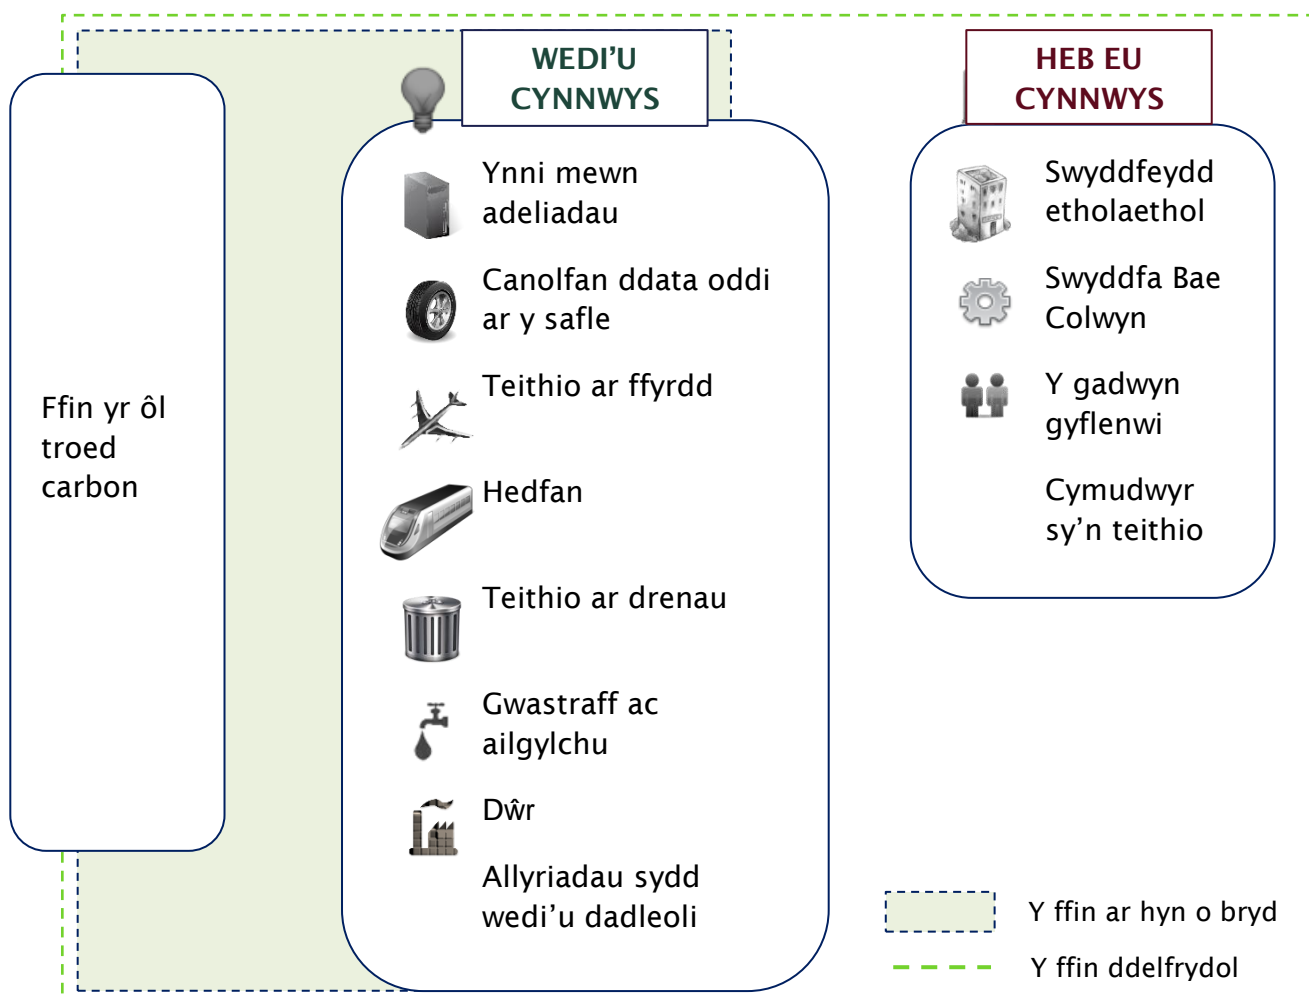 Ffin yr ôl
troed
carbon
WEDI’U
CYNNWYS
Ynni mewn
adeliadau
Canolfan ddata oddi
ar y safle
Teithio ar ffyrdd
Hedfan
Teithio ar drenau
Gwastraff ac
ailgylchu
Dŵr
Allyriadau sydd
wedi’u dadleoli
HEB EU
CYNNWYS
Swyddfeydd
etholaethol
Swyddfa Bae
Colwyn
Y gadwyn
gyflenwi
Cymudwyr
sy’n teithio
Y ffin ar hyn o bryd
Y ffin ddelfrydol